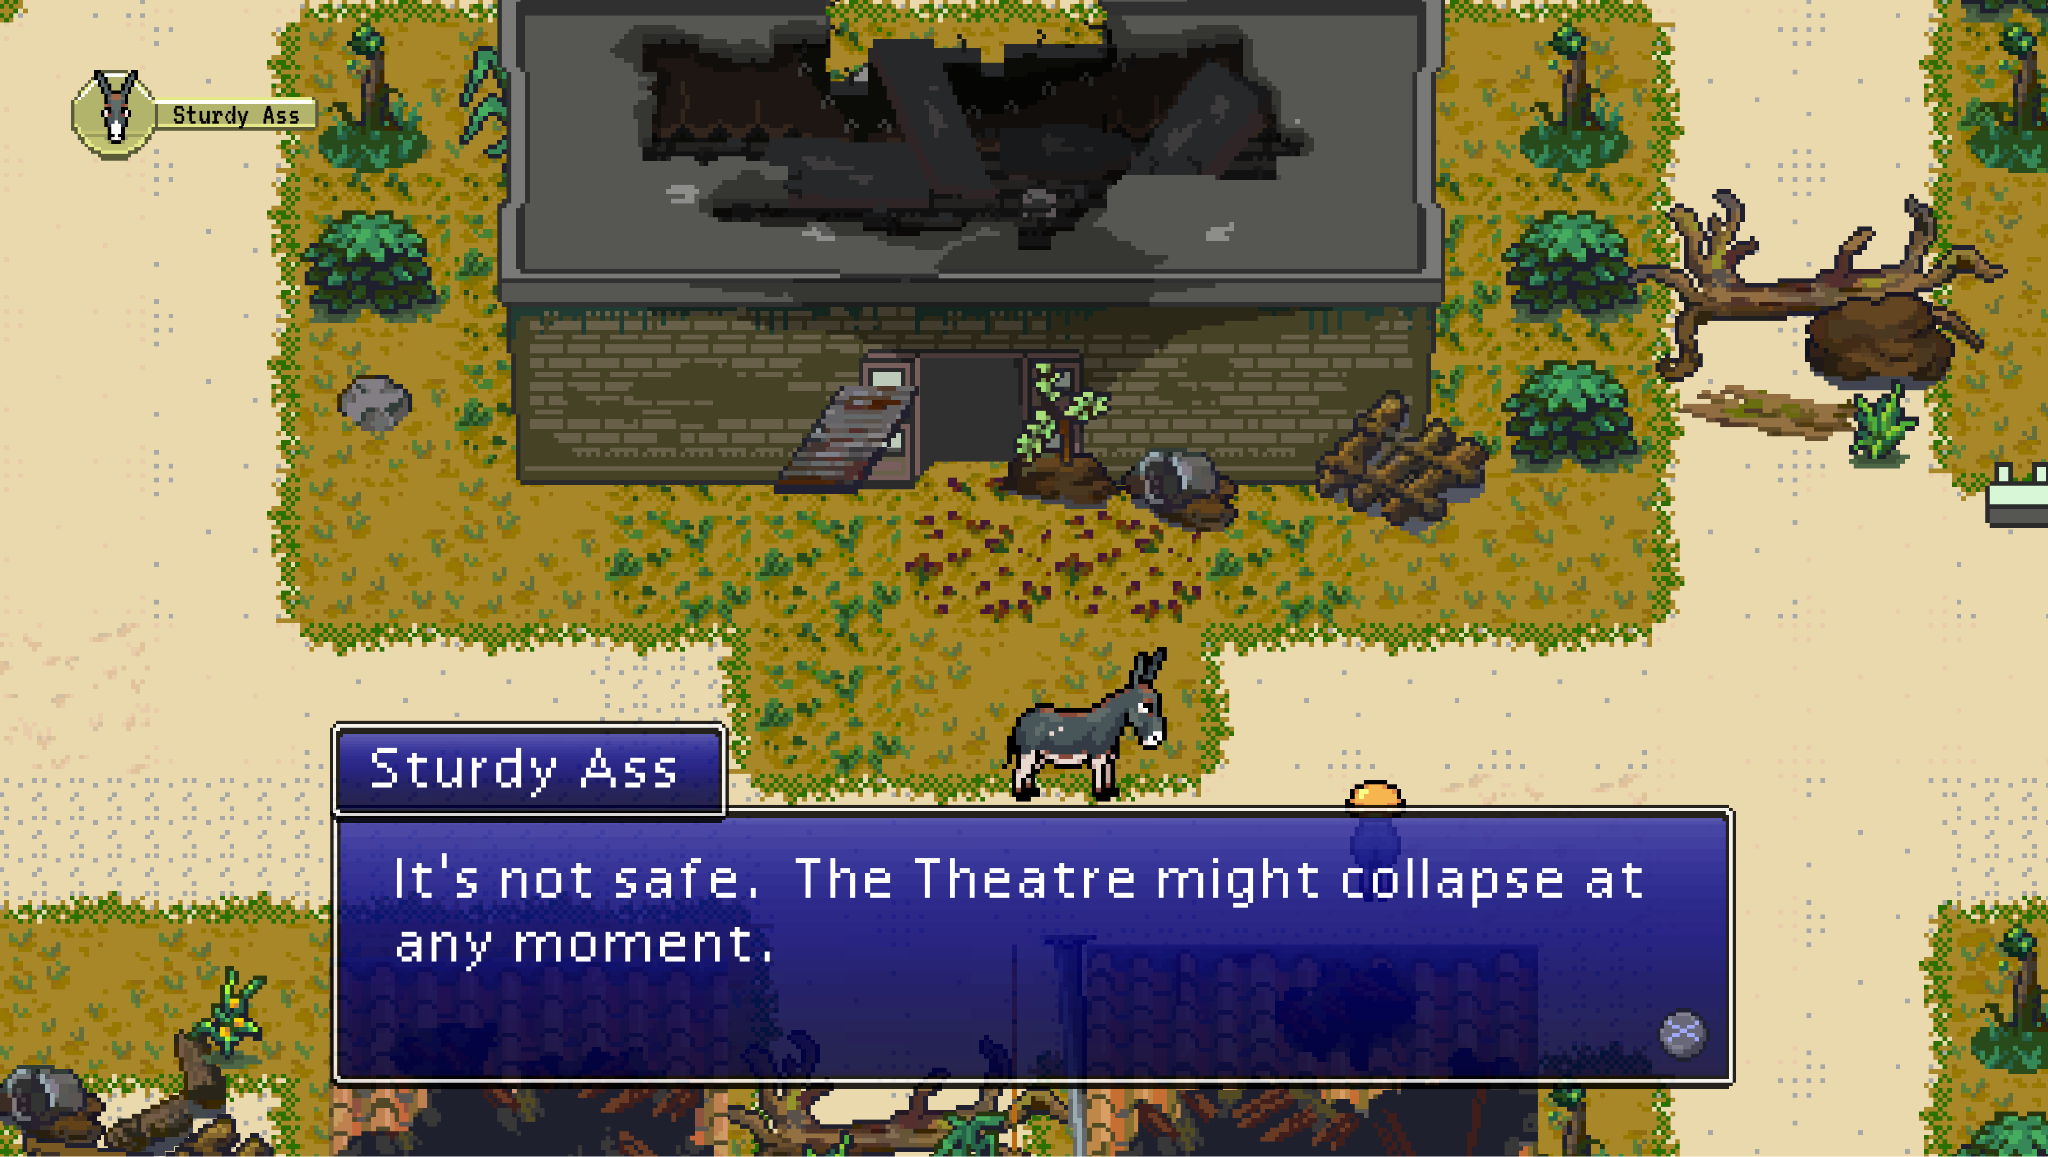 Sturdy Ass
Sturdy Ass
It's not safe. The Theatre might collapse at
any moment.